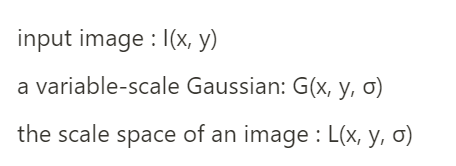 input image : I(x, y)
a variable-scale Gaussian: G(x, y, σ)
the scale space of an image : L(x, y, σ)